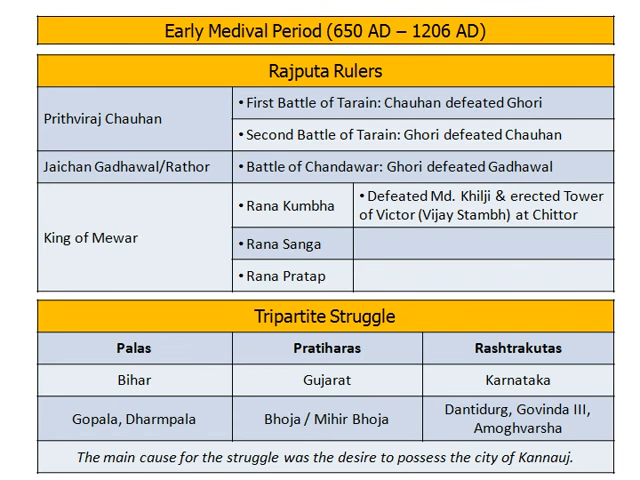 Early Medival Period (650 AD – 1206 AD)
Rajputa Rulers
Prithviraj Chauhan
• First Battle of Tarain: Chauhan defeated Ghori
• Second Battle of Tarain: Ghori defeated Chauhan
Jaichan Gadhawal/Rathor
• Battle of Chandawar: Ghori defeated Gadhawal
King of Mewar
• Rana Kumbha
• Defeated Md. Khilji & erected Tower
of Victor (Vijay Stambh) at Chittor
• Rana Sanga
• Rana Pratap
Tripartite Struggle
Palas
Pratiharas
Rashtrakutas
Bihar
Gujarat
Karnataka
Gopala, Dharmpala
Bhoja / Mihir Bhoja
Dantidurg, Govinda III,
Amoghvarsha
The main cause for the struggle was the desire to possess the city of Kannauj.